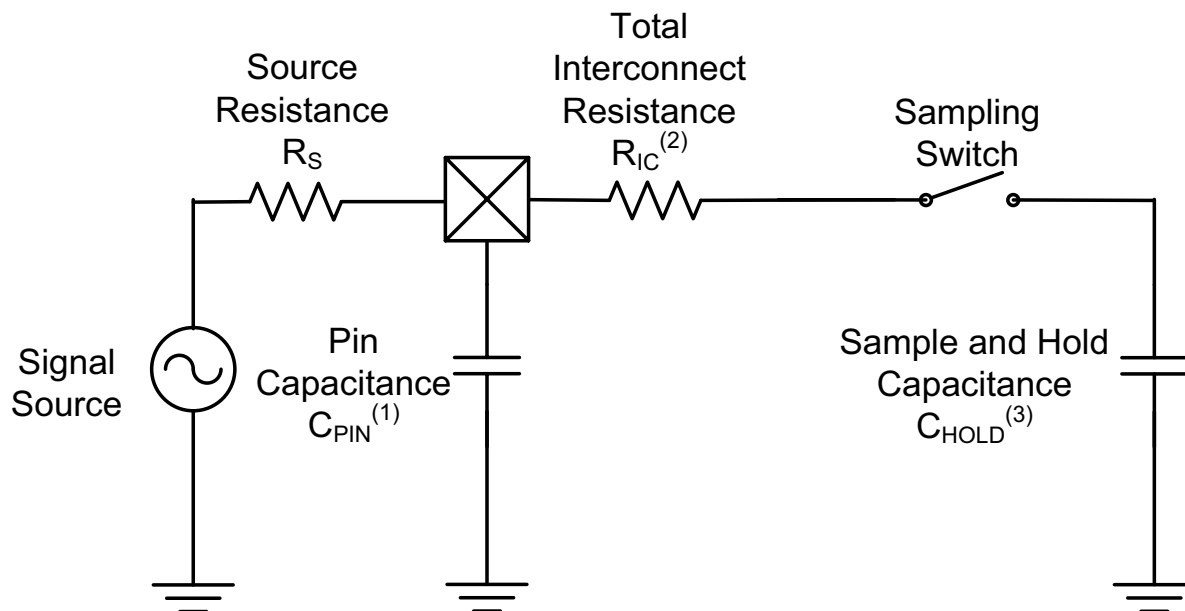 Source
Resistance
R_S
Total
Interconnect
Resistance
R_IC^(2)
Sampling
Switch
Signal
Source
Pin
Capacitance
C_PIN^(1)
Sample and Hold
Capacitance
C_HOLD^(3)